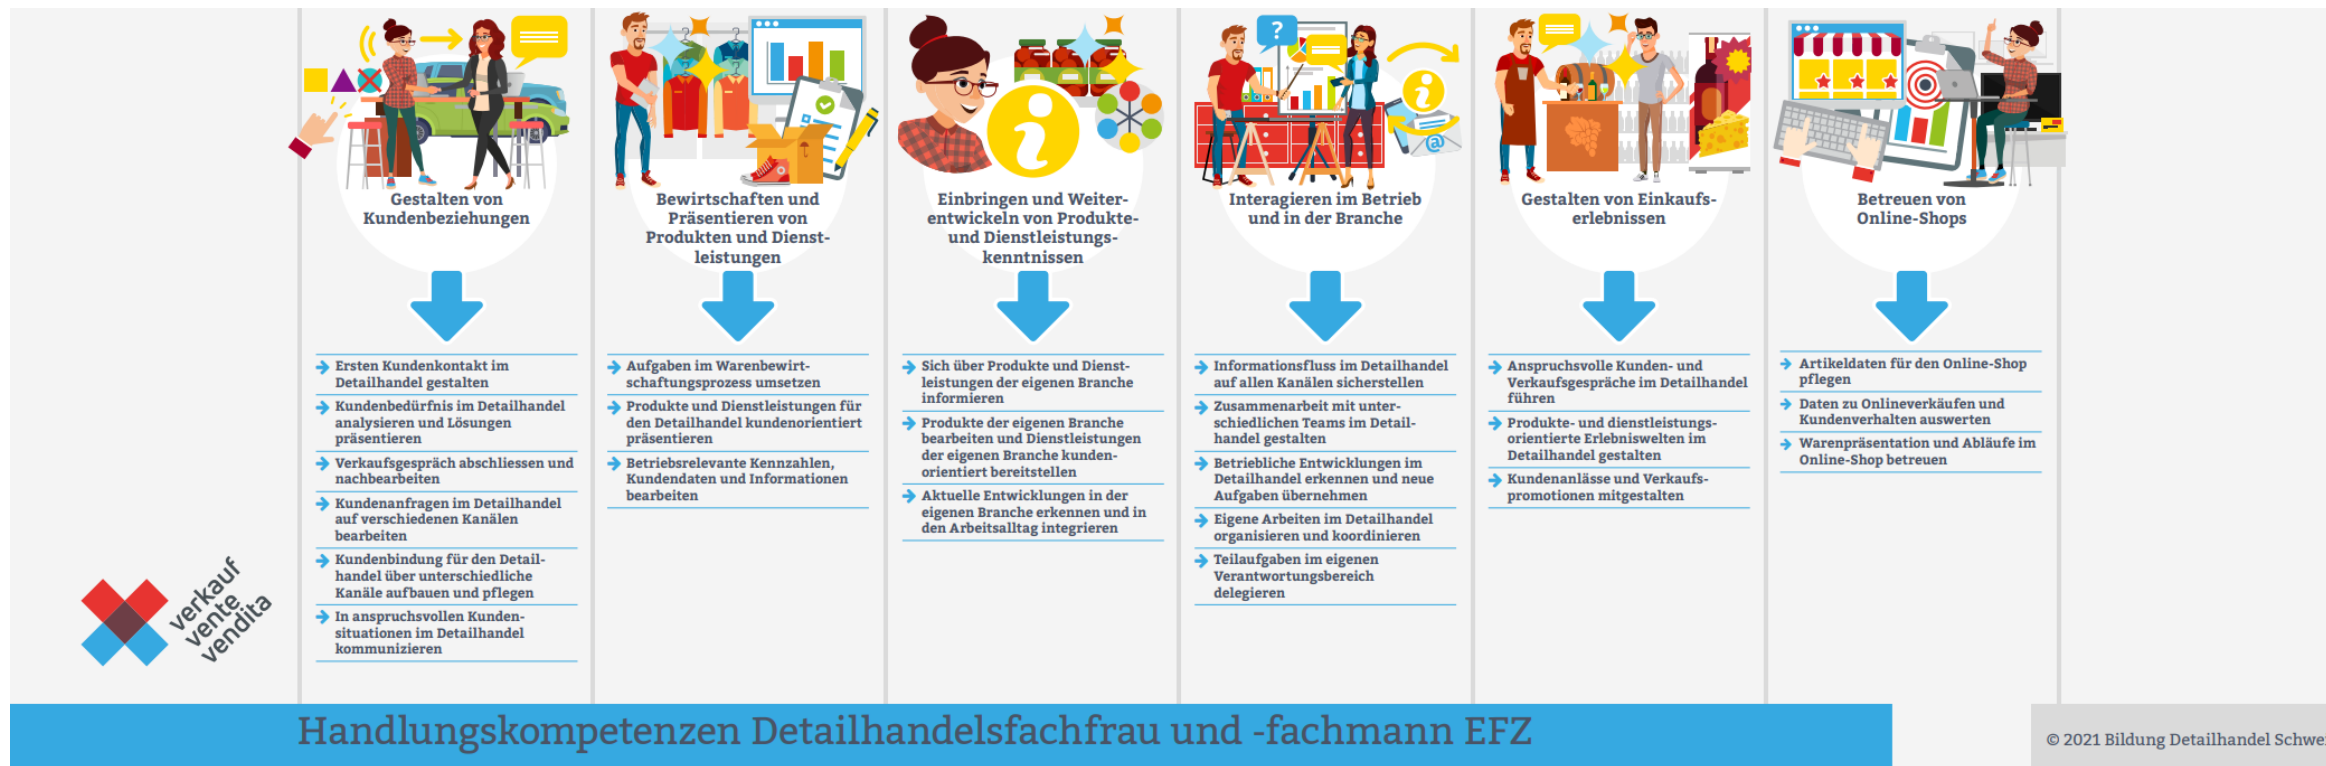 ?
@
Gestalten von
Kundenbeziehungen
Ersten Kundenkontakt im
Detailhandel gestalten
Kundenbedürfnis im Detailhandel
analysieren und Lösungen
präsentieren
Verkaufsgespräch abschliessen und
nachbearbeiten
Kundenanfragen im Detailhandel
auf verschiedenen Kanälen
bearbeiten
Kundenbindung für den Detail-
handel über unterschiedliche
Kanäle aufbauen und pflegen
In anspruchsvollen Kunden-
situationen im Detailhandel
kommunizieren
Bewirtschaften und
Präsentieren von
Produkten und Dienst-
leistungen
Aufgaben im Warenbewirt-
schaftungsprozess umsetzen
Produkte und Dienstleistungen für
den Detailhandel kundenorientiert
präsentieren
Betriebsrelevante Kennzahlen,
Kundendaten und Informationen
bearbeiten
i
Einbringen und Weiter-
entwickeln von Produkte-
und Dienstleistungs-
kenntnissen
Sich über Produkte und Dienst-
leistungen der eigenen Branche
informieren
Produkte der eigenen Branche
bearbeiten und Dienstleistungen
der eigenen Branche kunden-
orientiert bereitstellen
Aktuelle Entwicklungen in der
eigenen Branche erkennen und in
den Arbeitsalltag integrieren
i
Interagieren im Betrieb
und in der Branche
Informationsfluss im Detailhandel
auf allen Kanälen sicherstellen
Zusammenarbeit mit unter-
schiedlichen Teams im Detail-
handel gestalten
Betriebliche Entwicklungen im
Detailhandel erkennen und neue
Aufgaben übernehmen
Eigene Arbeiten im Detailhandel
organisieren und koordinieren
Teilaufgaben im eigenen
Verantwortungsbereich
delegieren
Gestalten von Einkaufs-
erlebnissen
Anspruchsvolle Kunden- und
Verkaufsgespräche im Detailhandel
führen
Produkte- und dienstleistungs-
orientierte Erlebniswelten im
Detailhandel gestalten
Kundenanlässe und Verkaufs-
promotionen mitgestalten
Betreuen von
Online-Shops
Artikeldaten für den Online-Shop
pflegen
Daten zu Onlineverkäufen und
Kundenverhalten auswerten
Warenpräsentation und Abläufe im
Online-Shop betreuen
verkauf
vente
vendita
Handlungskompetenzen Detailhandelsfachfrau und -fachmann EFZ
© 2021 Bildung Detailhandel Schwe